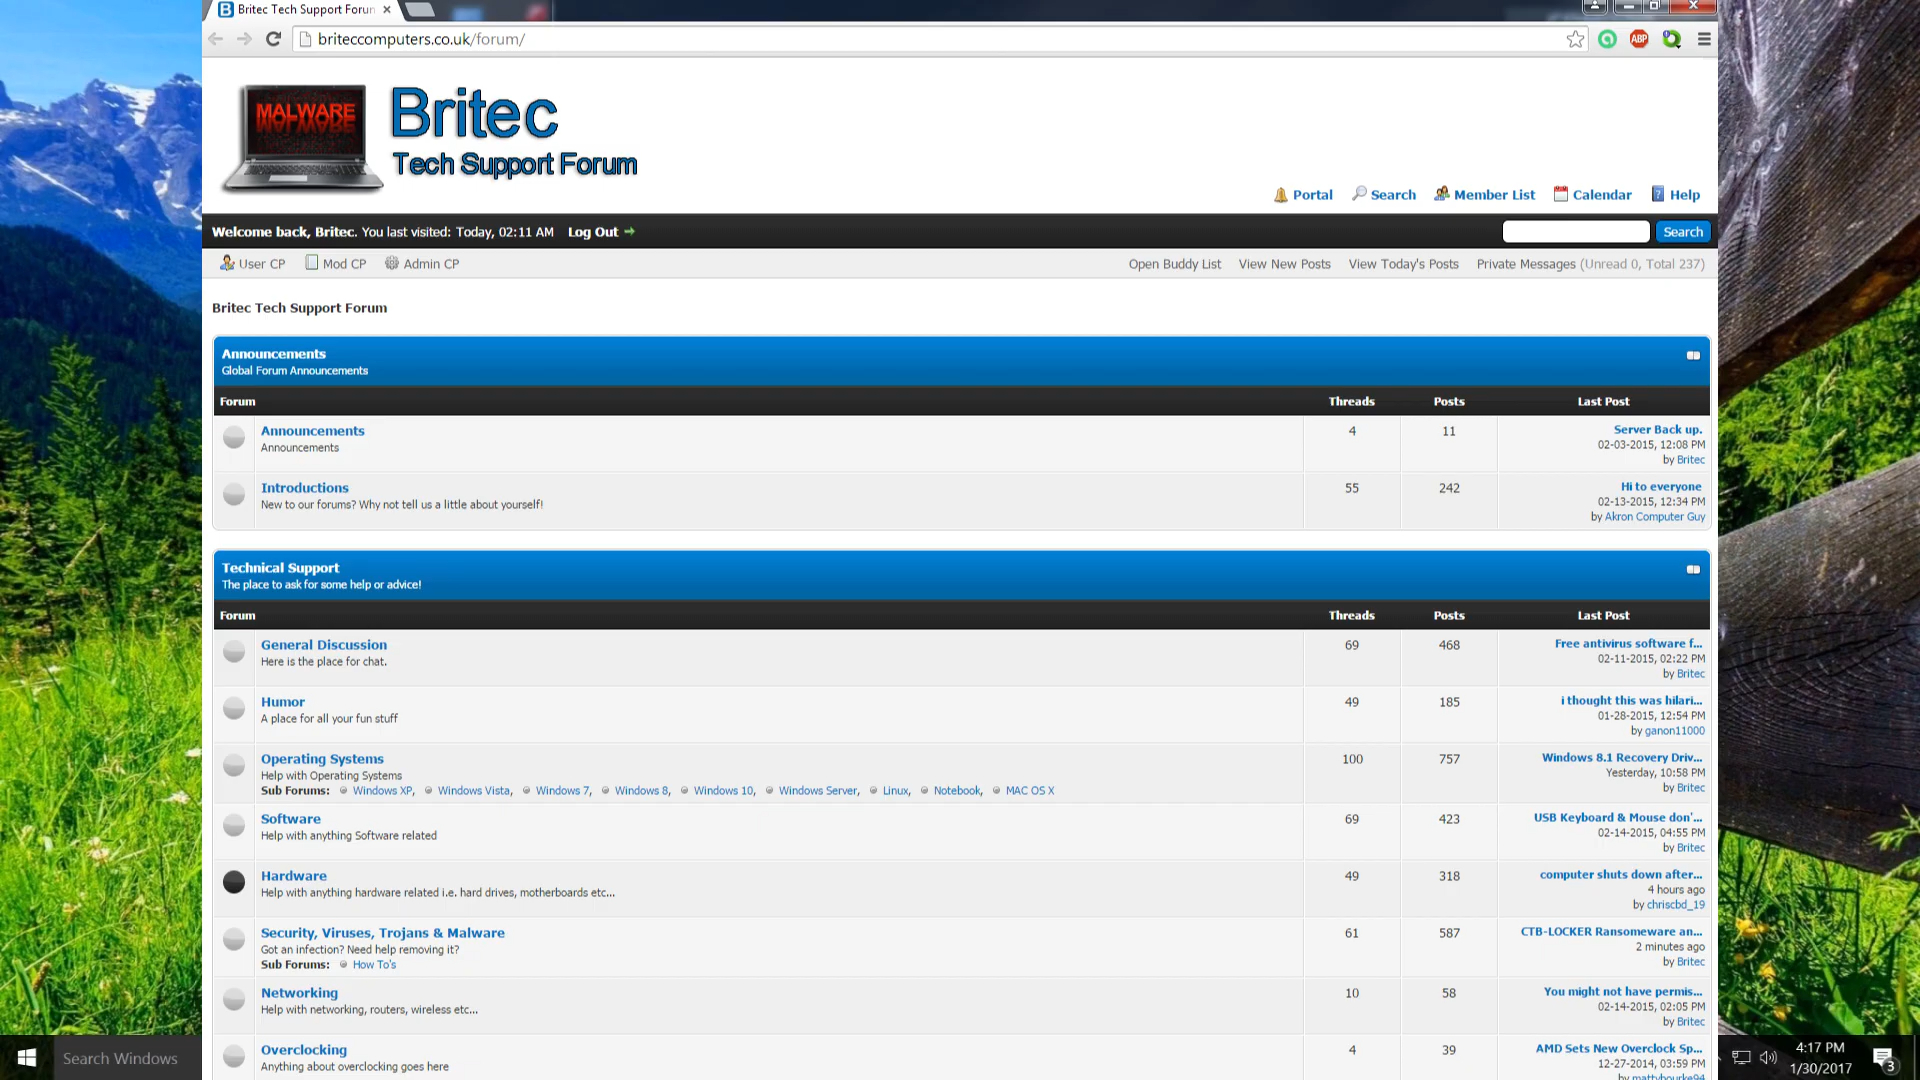 Britec Tech Support Forum
briteccomputers.co.uk/forum/
ABP
MALWARE
Britec
Tech Support Forum
Portal Search Member List Calendar Help
Welcome back, Britec. You last visited: Today, 02:11 AM Log Out
Search
User CP Mod CP Admin CP
Open Buddy List View New Posts View Today's Posts Private Messages (Unread 0, Total 237)
Britec Tech Support Forum
Announcements
Global Forum Announcements
Forum Threads Posts Last Post
Announcements 4 11 Server Back up.
Announcements 02-03-2015, 12:08 PM
by Britec
Introductions 55 242 Hi to everyone
New to our forums? Why not tell us a little about yourself! 02-13-2015, 12:34 PM
by Akron Computer Guy
Technical Support
The place to ask for some help or advice!
Forum Threads Posts Last Post
General Discussion 69 468 Free antivirus software f...
Here is the place for chat. 02-11-2015, 02:22 PM
by Britec
Humor 49 185 i thought this was hilari...
A place for all your fun stuff 01-28-2015, 12:54 PM
by ganon11000
Operating Systems 100 757 Windows 8.1 Recovery Driv...
Help with Operating Systems Yesterday, 10:58 PM
Sub Forums: Windows XP, Windows Vista, Windows 7, Windows 8, Windows 10, Windows Server, Linux, Notebook, MAC OS X by Britec
Software 69 423 USB Keyboard & Mouse don'...
Help with anything Software related 02-14-2015, 04:55 PM
by Britec
Hardware 49 318 computer shuts down after...
Help with anything hardware related i.e. hard drives, motherboards etc... 4 hours ago
by chriscbd_19
Security, Viruses, Trojans & Malware 61 587 CTB-LOCKER Ransomeware an...
Got an infection? Need help removing it? 2 minutes ago
Sub Forums: How To's by Britec
Networking 10 58 You might not have permis...
Help with networking, routers, wireless etc... 02-14-2015, 02:05 PM
by Britec
Overclocking 4 39 AMD Sets New Overclock Sp...
Anything about overclocking goes here 12-27-2014, 03:59 PM
by mattybourke94
Search Windows
4:17 PM
1/30/2017
3